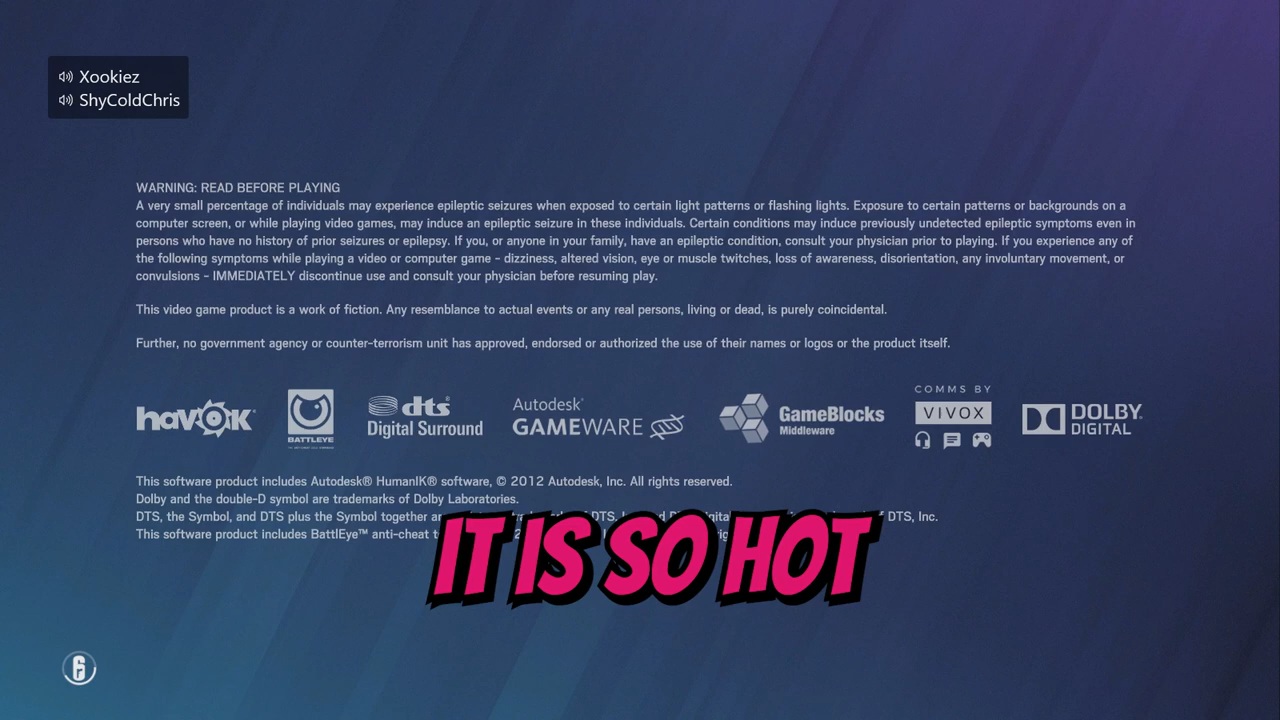 Xookiez
ShyColdChris
WARNING: READ BEFORE PLAYING
A very small percentage of individuals may experience epileptic seizures when exposed to certain light patterns or flashing lights. Exposure to certain patterns or backgrounds on a
computer screen, or while playing video games, may induce an epileptic seizure in these individuals. Certain conditions may induce previously undetected epileptic symptoms even in
persons who have no history of prior seizures or epilepsy. If you, or anyone in your family, have an epileptic condition, consult your physician prior to playing. If you experience any of
the following symptoms while playing a video or computer game - dizziness, altered vision, eye or muscle twitches, loss of awareness, disorientation, any involuntary movement, or
convulsions - IMMEDIATELY discontinue use and consult your physician before resuming play.
This video game product is a work of fiction. Any resemblance to actual events or any real persons, living or dead, is purely coincidental.
Further, no government agency or counter-terrorism unit has approved, endorsed or authorized the use of their names or logos or the product itself.
havok
BATTLEYE
dts
Digital Surround
Autodesk
GAMEWARE
GameBlocks
Middleware
COMMS BY
VIVOX
DOLBY
DIGITAL
This software product includes Autodesk® HumanIK® software, © 2012 Autodesk, Inc. All rights reserved.
Dolby and the double-D symbol are trademarks of Dolby Laboratories.
DTS, the Symbol, and DTS plus the Symbol together DTS, Inc.
This software product includes BattlEye™ anti-cheat
IT IS SO HOT
6